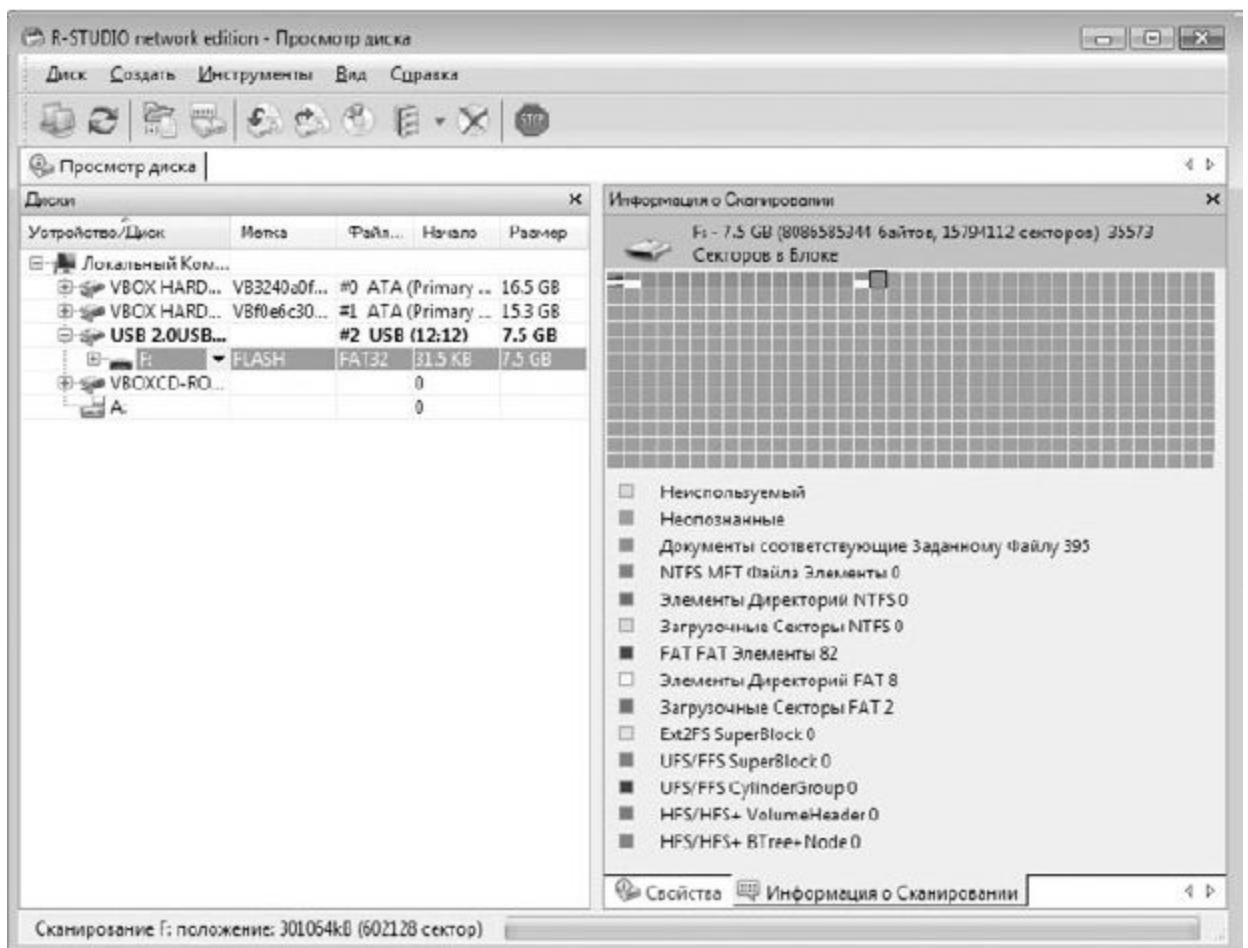 R-STUDIO network edition - Просмотр диска
Диск Создать Инструменты Вид Справка
STOP
Просмотр диска
Диски
Устройство/Диск Метка Файл... Начало Размер
Локальный Ком...
VBOX HARD... VB3240a0f... #0 ATA (Primary ... 16.5 GB
VBOX HARD... VBf0e6c30... #1 ATA (Primary ... 15.3 GB
USB 2.0USB... #2 USB (12:12) 7.5 GB
F: FLASH FAT32 31.5 KB 7.5 GB
VBOXCD-RO... 0
A: 0
Информация о Сканировании
F: - 7.5 GB (8086585344 байтов, 15794112 секторов) 35573
Секторов в Блоке
Неиспользуемый
Неопознанные
Документы соответствующие Заданному Файлу 395
NTFS MFT Файла Элементы 0
Элементы Директорий NTFS 0
Загрузочные Секторы NTFS 0
FAT FAT Элементы 82
Элементы Директорий FAT 8
Загрузочные Секторы FAT 2
Ext2FS SuperBlock 0
UFS/FFS SuperBlock 0
UFS/FFS CylinderGroup 0
HFS/HFS+ VolumeHeader 0
HFS/HFS+ BTree+ Node 0
Свойства Информация о Сканировании
Сканирование F: положение: 301064kB (602128 сектор)